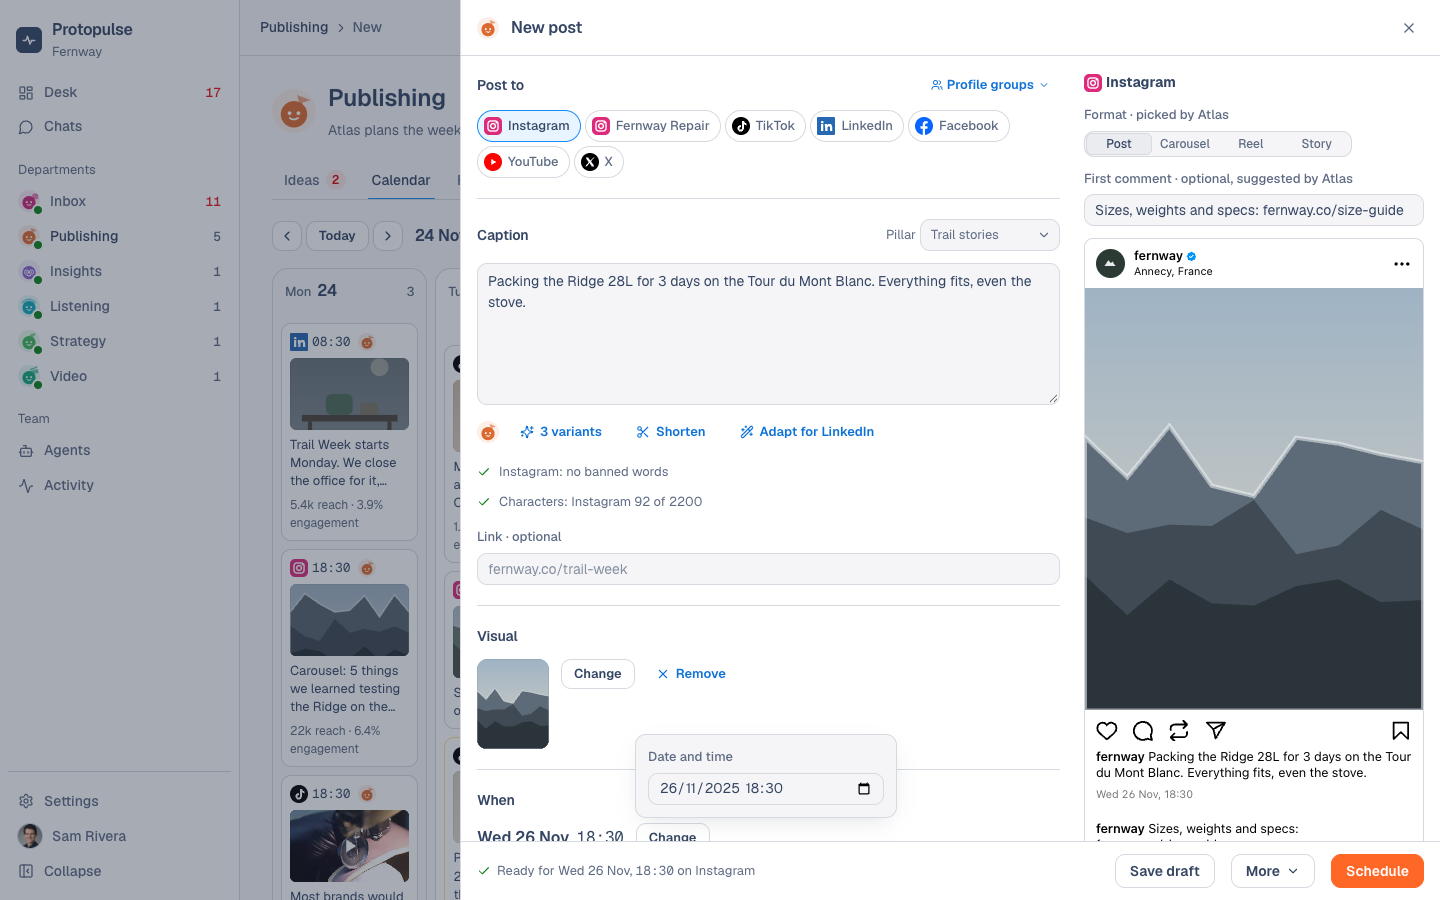 Protopulse
Fernway
Desk 17
Chats
Departments
Inbox 11
Publishing 5
Insights 1
Listening 1
Strategy 1
Video 1
Team
Agents
Activity
Settings
Sam Rivera
Collapse
Publishing > New
Publishing
Atlas plans the week
Ideas 2 Calendar
Today 24 Nov
Mon 24 3
08:30
Trail Week starts
Monday. We close
the office for it,…
5.4k reach · 3.9%
engagement
18:30
Carousel: 5 things
we learned testing
the Ridge on the…
22k reach · 6.4%
engagement
18:30
Most brands would
New post
Post to
Profile groups
Instagram
Fernway Repair
TikTok
LinkedIn
Facebook
YouTube
X
Caption
Pillar Trail stories
Packing the Ridge 28L for 3 days on the Tour du Mont Blanc. Everything fits, even the
stove.
3 variants
Shorten
Adapt for LinkedIn
Instagram: no banned words
Characters: Instagram 92 of 2200
Link · optional
fernway.co/trail-week
Visual
Change
Remove
Date and time
26/11/2025 18:30
When
Wed 26 Nov 18:30
Change
Ready for Wed 26 Nov, 18:30 on Instagram
Save draft
More
Schedule
Instagram
Format · picked by Atlas
Post Carousel Reel Story
First comment · optional, suggested by Atlas
Sizes, weights and specs: fernway.co/size-guide
fernway
Annecy, France
fernway Packing the Ridge 28L for 3 days on the Tour
du Mont Blanc. Everything fits, even the stove.
Wed 26 Nov, 18:30
fernway Sizes, weights and specs: